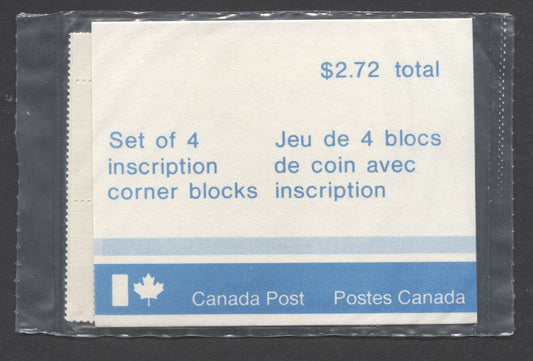 $2.72 total
Set of 4
inscription
corner blocks
Jeu de 4 blocs
de coin avec
inscription
Canada Post
Postes Canada